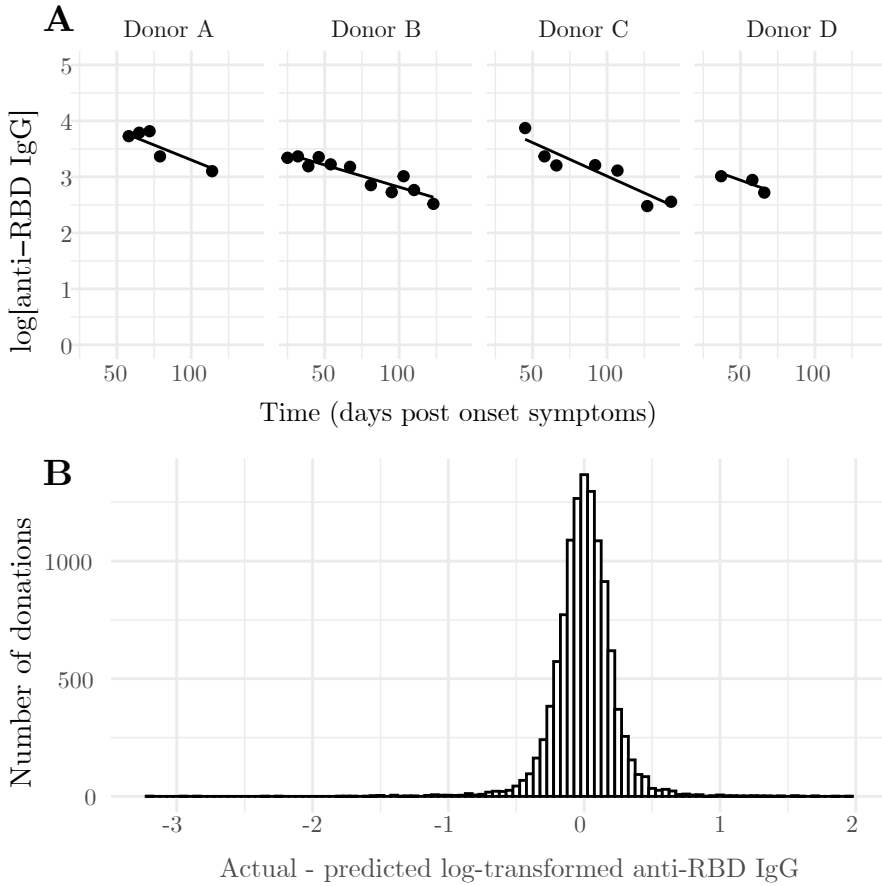 A
Donor A Donor B Donor C Donor D
log[anti−RBD IgG]
5
4
3
2
1
0
50 100 50 100 50 100 50 100
Time (days post onset symptoms)
B
Number of donations
1000
500
0
-3 -2 -1 0 1 2
Actual - predicted log-transformed anti-RBD IgG